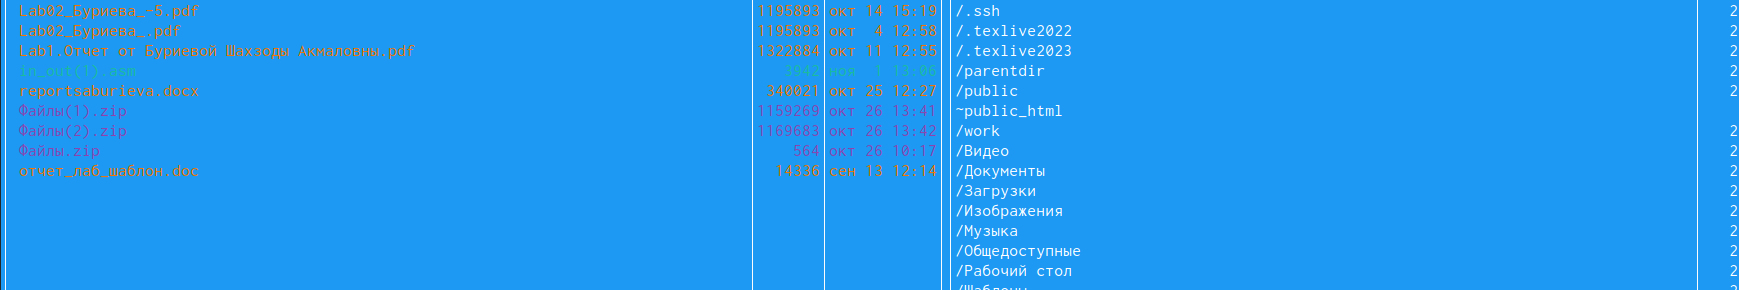 Lab02_Буриева_-5.pdf 1195893 окт 14 15:19 /.ssh 2
Lab02_Буриева_.pdf 1195893 окт 4 12:58 /.texlive2022 2
Lab1.Отчет от Буриевой Шахзоды Акмаловны.pdf 1322884 окт 11 12:55 /.texlive2023 2
in_out(1).asm 3942 ноя 1 13:06 /parentdir 2
reportsaburieva.docx 340021 окт 25 12:27 /public 2
Файлы(1).zip 1159269 окт 26 13:41 ~public_html
Файлы(2).zip 1169683 окт 26 13:42 /work 2
Файлы.zip 564 окт 26 10:17 /Видео 2
отчет_лаб_шаблон.doc 14336 сен 13 12:14 /Документы 2
/Загрузки 2
/Изображения 2
/Музыка 2
/Общедоступные 2
/Рабочий стол 2
/Шаблоны 2